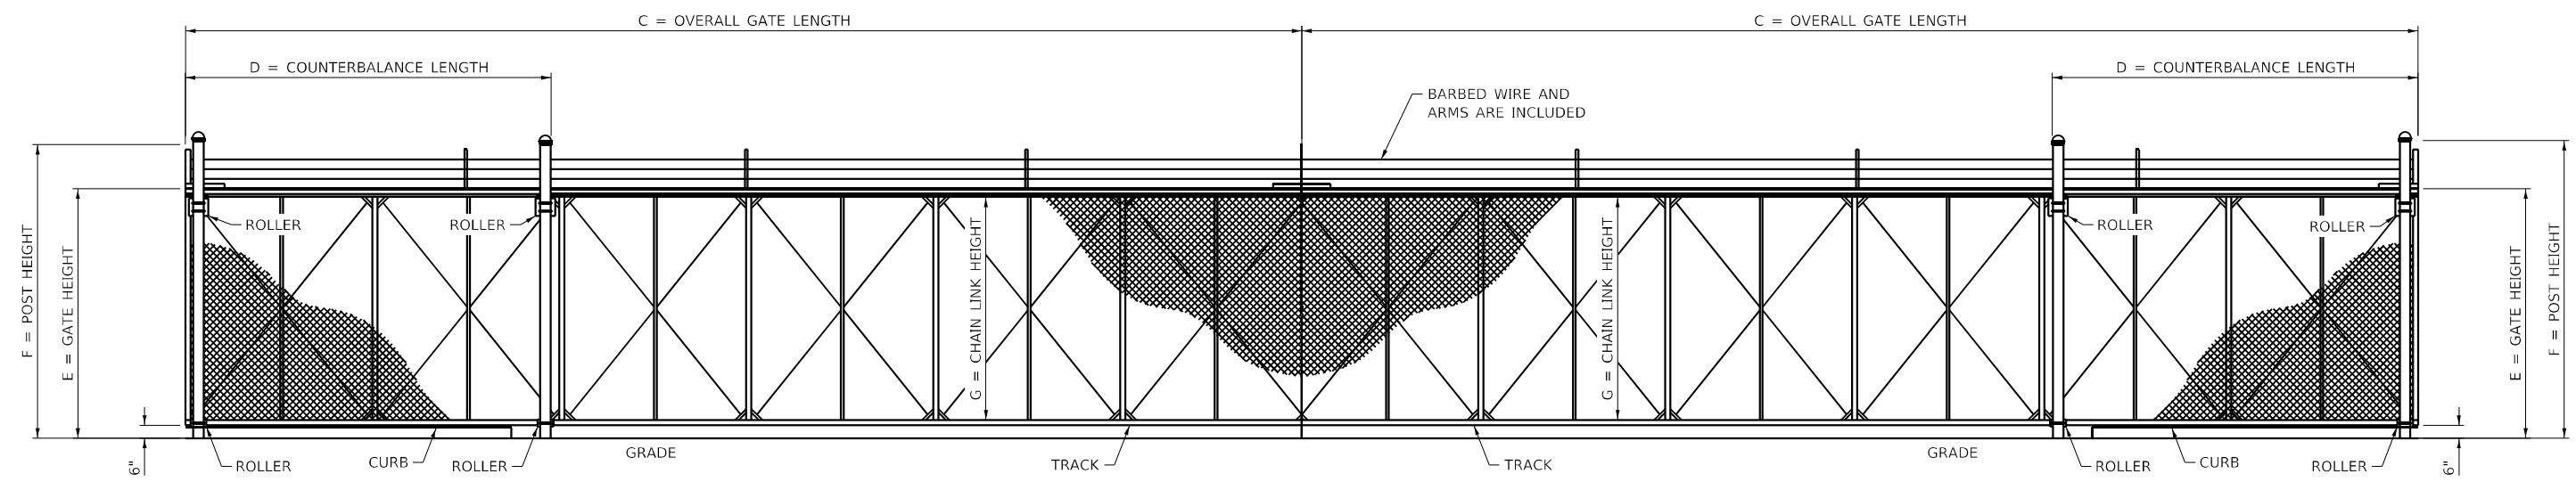 C = OVERALL GATE LENGTH
C = OVERALL GATE LENGTH
D = COUNTERBALANCE LENGTH
D = COUNTERBALANCE LENGTH
BARBED WIRE AND
ARMS ARE INCLUDED
F = POST HEIGHT
E = GATE HEIGHT
ROLLER
ROLLER
G = CHAIN LINK HEIGHT
G = CHAIN LINK HEIGHT
ROLLER
ROLLER
E = GATE HEIGHT
F = POST HEIGHT
6"
ROLLER
CURB
ROLLER
GRADE
TRACK
TRACK
GRADE
ROLLER
CURB
ROLLER
6"